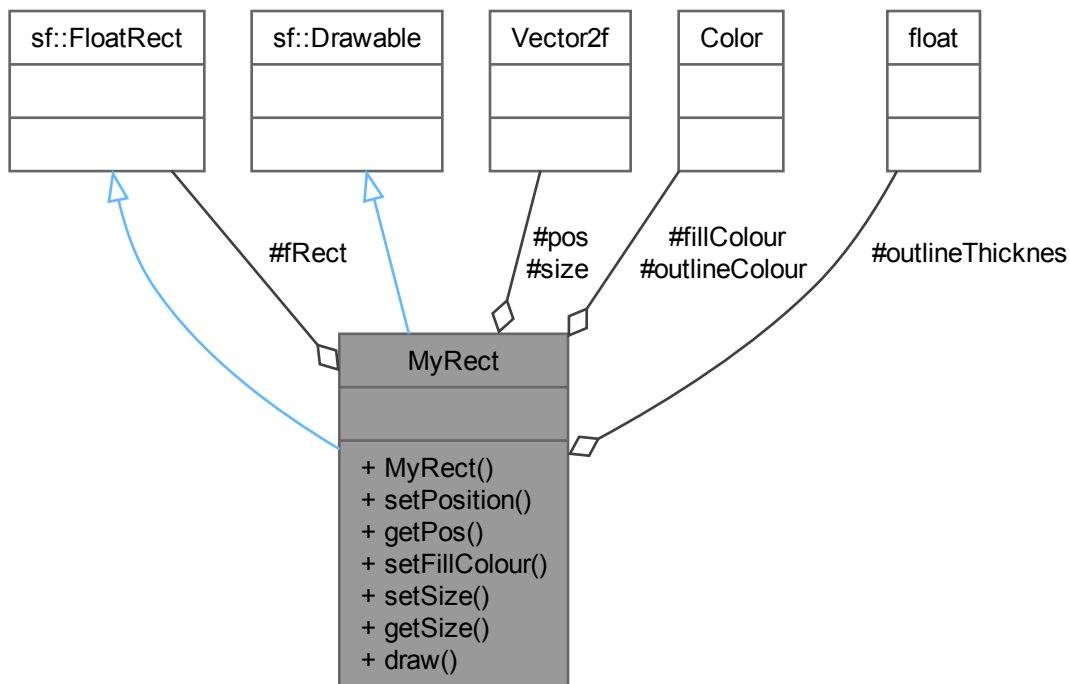 sf::FloatRect
sf::Drawable
Vector2f
Color
float
#fRect
#pos
#size
#fillColour
#outlineColour
#outlineThicknes
MyRect
+ MyRect()
+ setPosition()
+ getPos()
+ setFillColour()
+ setSize()
+ getSize()
+ draw()